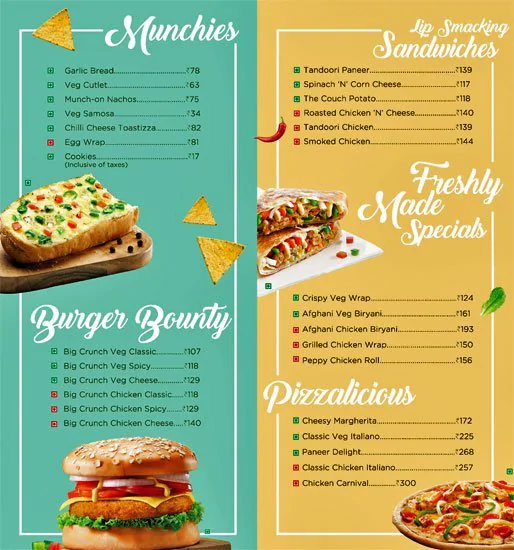 Munchies
Garlic Bread...................₹78
Veg Cutlet.....................₹63
Munch-on Nachos................₹75
Veg Samosa.....................₹34
Chilli Cheese Toastizza........₹82
Egg Wrap.......................₹81
Cookies........................₹17
(Inclusive of taxes)
Burger Bounty
Big Crunch Veg Classic............₹107
Big Crunch Veg Spicy..............₹118
Big Crunch Veg Cheese.............₹129
Big Crunch Chicken Classic......₹118
Big Crunch Chicken Spicy.....₹129
Big Crunch Chicken Cheese....₹140
Lip Smacking
Sandwiches
Tandoori Paneer..............................₹139
Spinach 'N' Corn Cheese....................₹117
The Couch Potato............................₹118
Roasted Chicken 'N' Cheese..............₹140
Tandoori Chicken............................₹139
Smoked Chicken..............................₹144
Freshly
Made
Specials
Crispy Veg Wrap..............................₹124
Afghani Veg Biryani..........................₹161
Afghani Chicken Biryani....................₹193
Grilled Chicken Wrap........................₹150
Peppy Chicken Roll..........................₹156
Pizzalicious
Cheesy Margherita............................₹172
Classic Veg Italiano..........................₹225
Paneer Delight................................₹268
Classic Chicken Italiano....................₹257
Chicken Carnival..........₹300